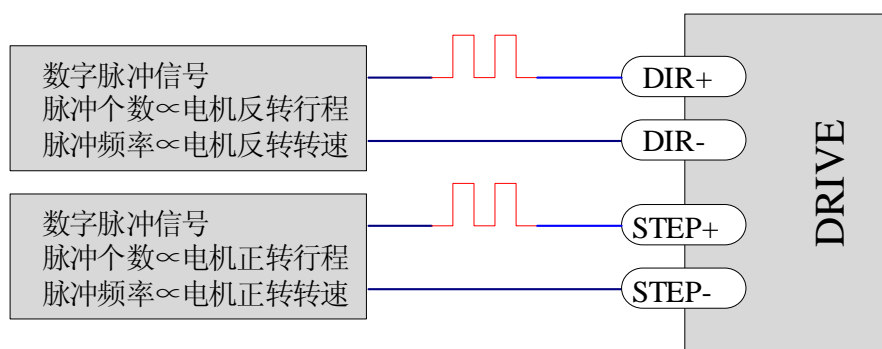 数字脉冲信号
脉冲个数∝电机反转行程
脉冲频率∝电机反转转速
DIR+
DIR-
数字脉冲信号
脉冲个数∝电机正转行程
脉冲频率∝电机正转转速
STEP+
STEP-
DRIVE